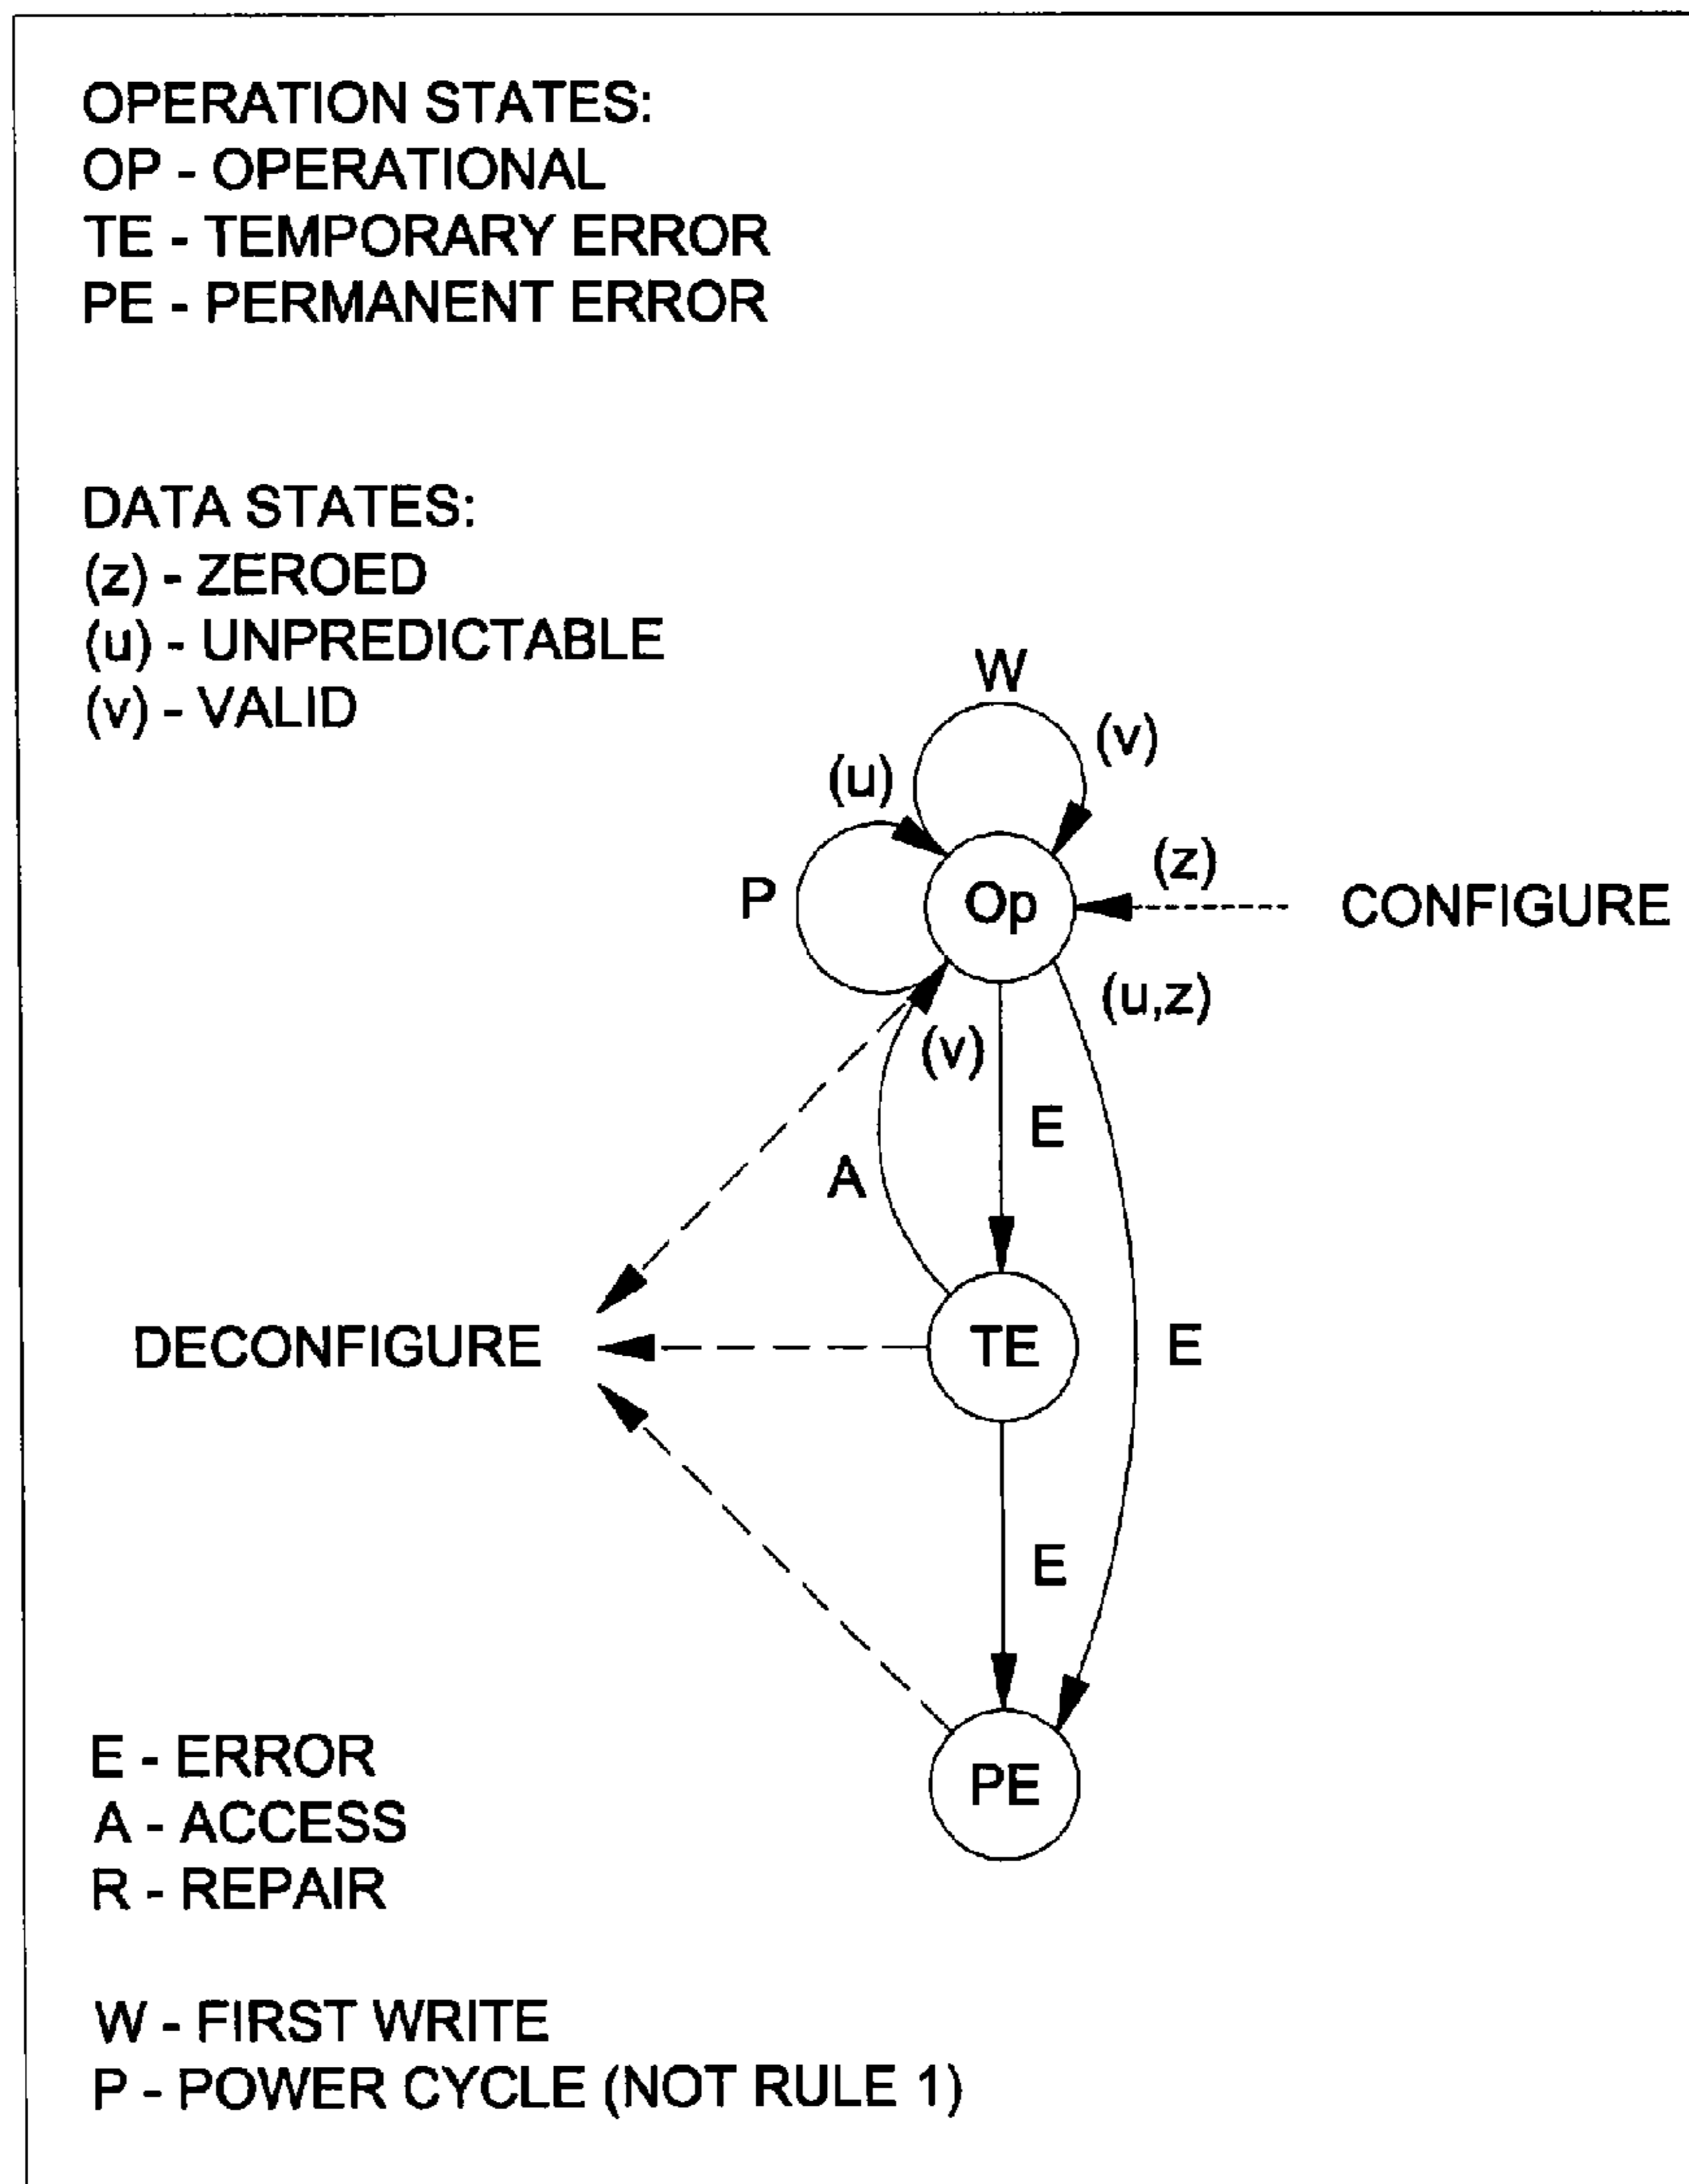 OPERATION STATES:
OP - OPERATIONAL
TE - TEMPORARY ERROR
PE - PERMANENT ERROR
DATA STATES:
(z) - ZEROED
(u) - UNPREDICTABLE
(v) - VALID
W
(v)
(u)
(z)
P
Op
CONFIGURE
(u,z)
(v)
E
A
DECONFIGURE
TE
E
E
PE
E - ERROR
A - ACCESS
R - REPAIR
W - FIRST WRITE
P - POWER CYCLE (NOT RULE 1)